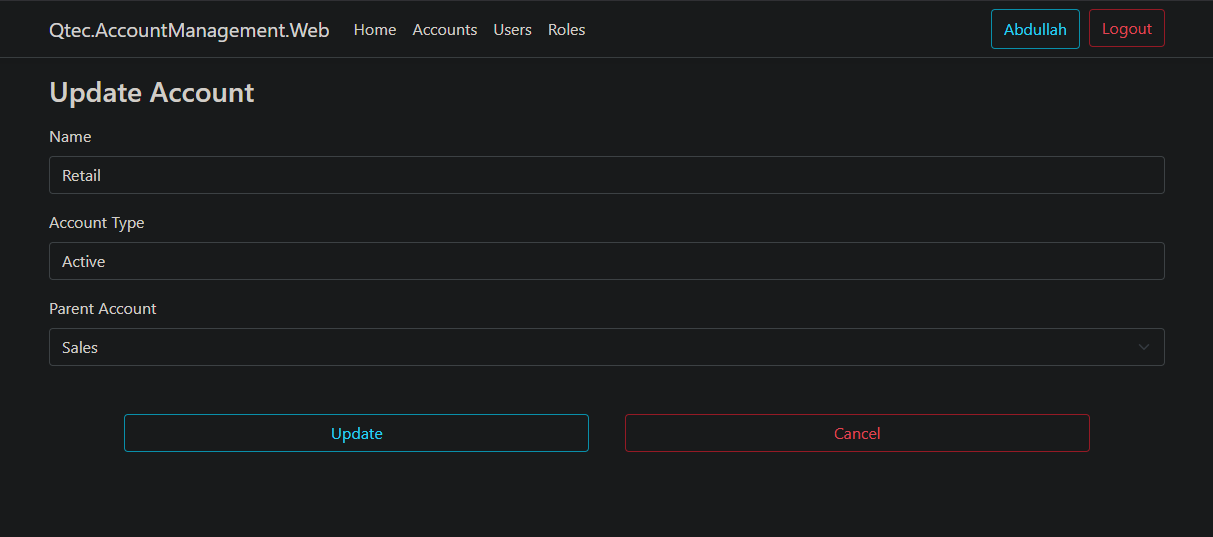 Qtec.AccountManagement.Web Home Accounts Users Roles Abdullah Logout
Update Account
Name
Retail
Account Type
Active
Parent Account
Sales
Update Cancel